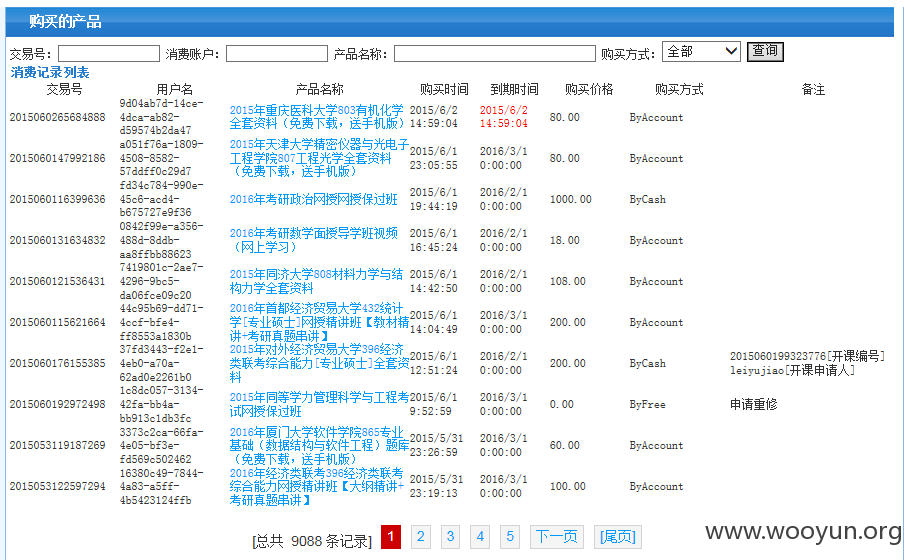 购买的产品
交易号: 消费账户: 产品名称: 购买方式: 全部 查询
消费记录列表
交易号 用户名 产品名称 购买时间 到期时间 购买价格 购买方式 备注
2015060265684888
9d04ab7d-14ce-
4dca-ab82-
d59574b2da47
2015年重庆医科大学803有机化学
全套资料（免费下载，送手机版）
2015/6/2
14:59:04
2015/6/2
14:59:04
80.00
ByAccount
2015060147992186
a051f76a-1809-
4508-8582-
57ddff0c29d7
2015年天津大学精密仪器与光电子
工程学院807工程光学全套资料
（免费下载，送手机版）
2015/6/1
23:05:55
2016/3/1
0:00:00
80.00
ByAccount
2015060116399636
fd34c784-990e-
45c6-acd4-
b675727e9f36
2016年考研政治网授网授保过班
2015/6/1
19:44:19
2016/2/1
0:00:00
1000.00
ByCash
2015060131634832
0842f99e-a356-
488d-8ddb-
aa8ffbb88623
2016年考研数学面授导学班视频
（网上学习）
2015/6/1
16:45:24
2016/2/1
0:00:00
18.00
ByAccount
2015060121536431
7419801c-2ae7-
4296-9bc5-
da06fce09c20
2015年同济大学808材料力学与结
构力学全套资料
2015/6/1
14:42:50
2016/2/1
0:00:00
108.00
ByAccount
2015060115621664
44c95b69-dd71-
4ccf-bfe4-
ff8553a1830b
2016年首都经济贸易大学432统计
学[专业硕士]网授精讲班【教材精
讲+考研真题串讲】
2015/6/1
14:04:49
2016/3/1
0:00:00
200.00
ByAccount
2015060176155385
37fd3443-f2e1-
4eb0-a70a-
62ad0e2261b0
2015年对外经济贸易大学396经济
类联考综合能力[专业硕士]全套资
料
2015/6/1
12:51:24
2016/3/1
0:00:00
200.00
ByCash
2015060199323776[开课编号]
leiyujiao[开课申请人]
2015060192972498
1c8dc057-3134-
42fa-bb4a-
bb913c1db3fc
2015年同等学力管理科学与工程考
试网授保过班
2015/6/1
9:52:59
2016/3/1
0:00:00
0.00
ByFree
申请重修
2015053119187269
3373c2ca-66fa-
4e05-bf3e-
fd569c502462
2016年厦门大学软件学院865专业
基础（数据结构与软件工程）题库
（免费下载，送手机版）
2015/5/31
23:26:59
2016/3/1
0:00:00
60.00
ByAccount
2015053122597294
16380c49-7844-
4a83-a5ff-
4b5423124ffb
2016年经济类联考396经济类联考
综合能力网授精讲班【大纲精讲+
考研真题串讲】
2015/5/31
23:19:13
2016/3/1
0:00:00
100.00
ByAccount
[总共 9088 条记录] 1 2 3 4 5 下一页 [尾页]
www.wooyun.org